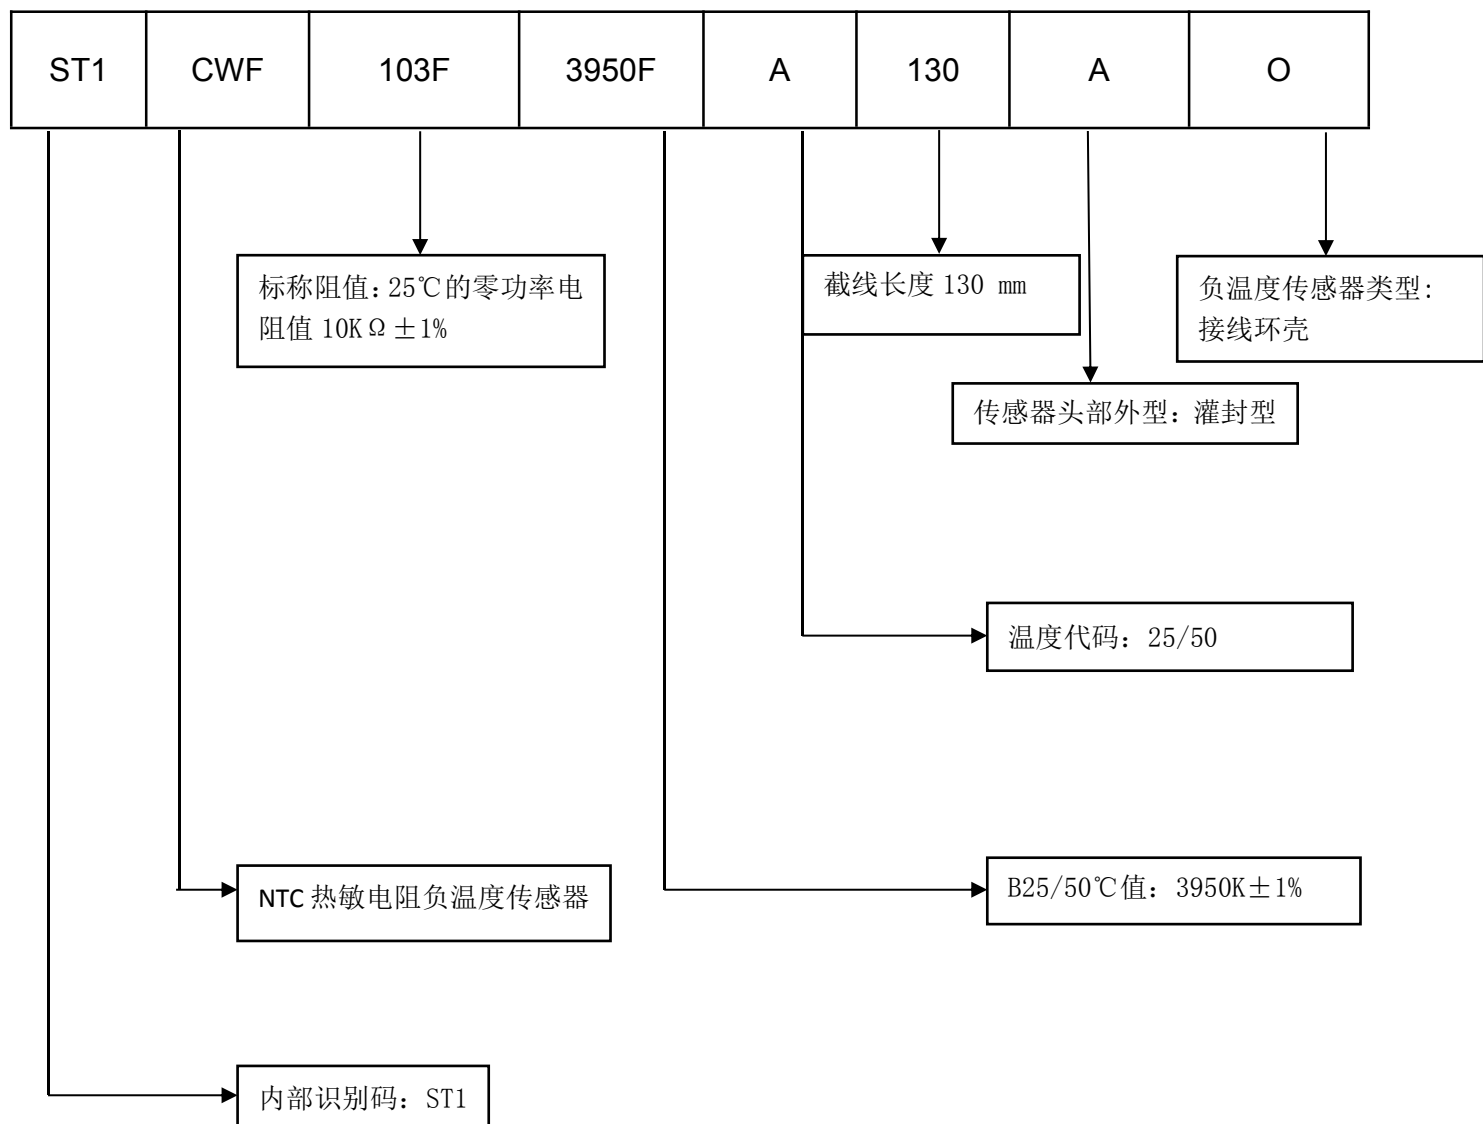 ST1 CWF 103F 3950F A 130 A O
标称阻值：25℃的零功率电
阻值 10KΩ±1%
截线长度 130 mm
负温度传感器类型：
接线环壳
传感器头部外型：灌封型
温度代码：25/50
NTC 热敏电阻负温度传感器
B25/50℃值：3950K±1%
内部识别码：ST1